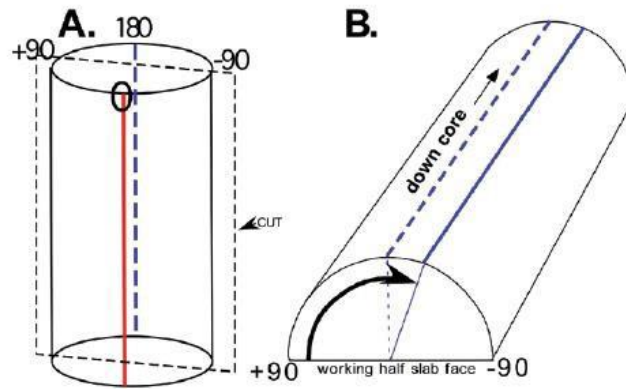 A.
180
+90
-90
0
CUT
B.
down core
+90
working half slab face
-90